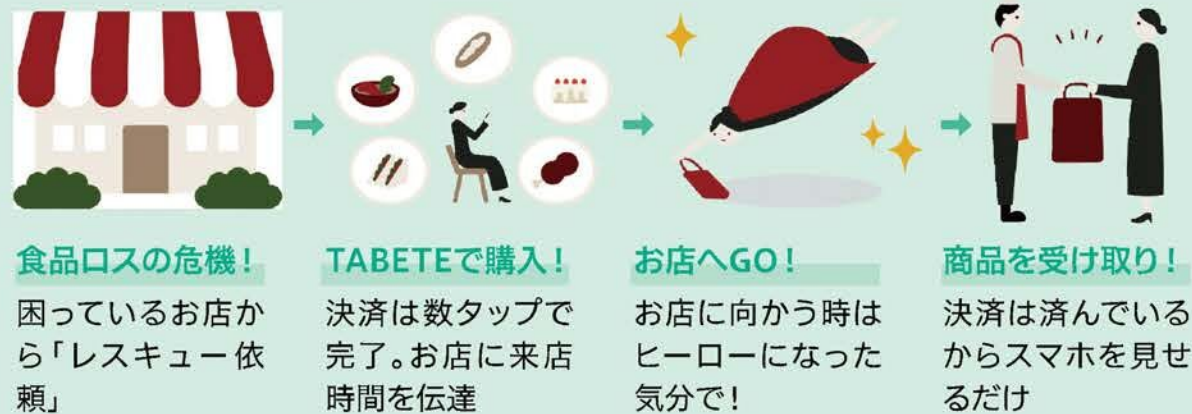 食品ロスの危機!
困っているお店か
ら「レスキュー依
頼」
TABETEで購入!
決済は数タップで
完了。お店に来店
時間を伝達
お店へGO!
お店に向かう時は
ヒーローになった
気分で!
商品を受け取り!
決済は済んでいる
からスマホを見せ
るだけ